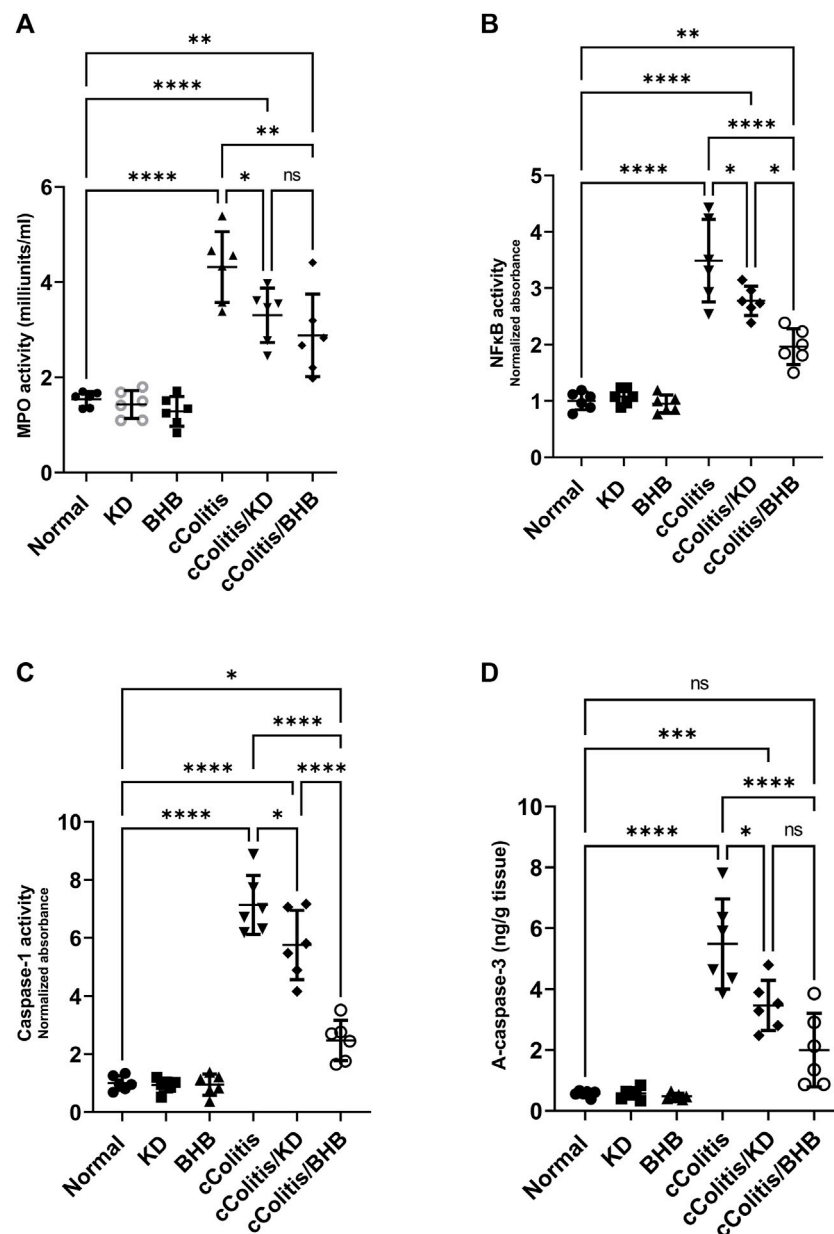 A
**
****
**
****
*
ns
MPO activity (milliunits/ml)
6
4
2
0
Normal
KD
BHB
cColitis
cColitis/KD
cColitis/BHB
B
**
****
****
****
*
*
NFκB activity
Normalized absorbance
5
4
3
2
1
0
Normal
KD
BHB
cColitis
cColitis/KD
cColitis/BHB
C
*
****
****
****
****
*
Caspase-1 activity
Normalized absorbance
10
8
6
4
2
0
Normal
KD
BHB
cColitis
cColitis/KD
cColitis/BHB
D
ns
***
****
****
*
ns
A-caspase-3 (ng/g tissue)
10
8
6
4
2
0
Normal
KD
BHB
cColitis
cColitis/KD
cColitis/BHB